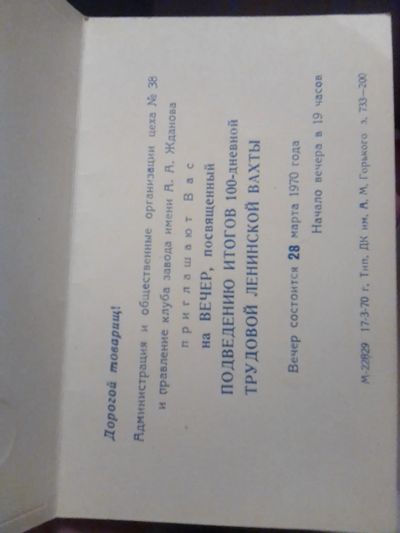 Дорогой товарищ!
Администрация и общественные организации цеха № 38
и правление клуба завода имени А. А. Жданова
приглашают Вас
на ВЕЧЕР, посвященный
ПОДВЕДЕНИЮ ИТОГОВ 100-дневной
ТРУДОВОЙ ЛЕНИНСКОЙ ВАХТЫ
Вечер состоится 28 марта 1970 года
Начало вечера в 19 часов
М-22829 17-3-70 г. Тип. ДК им. А. М. Горького з. 733—200